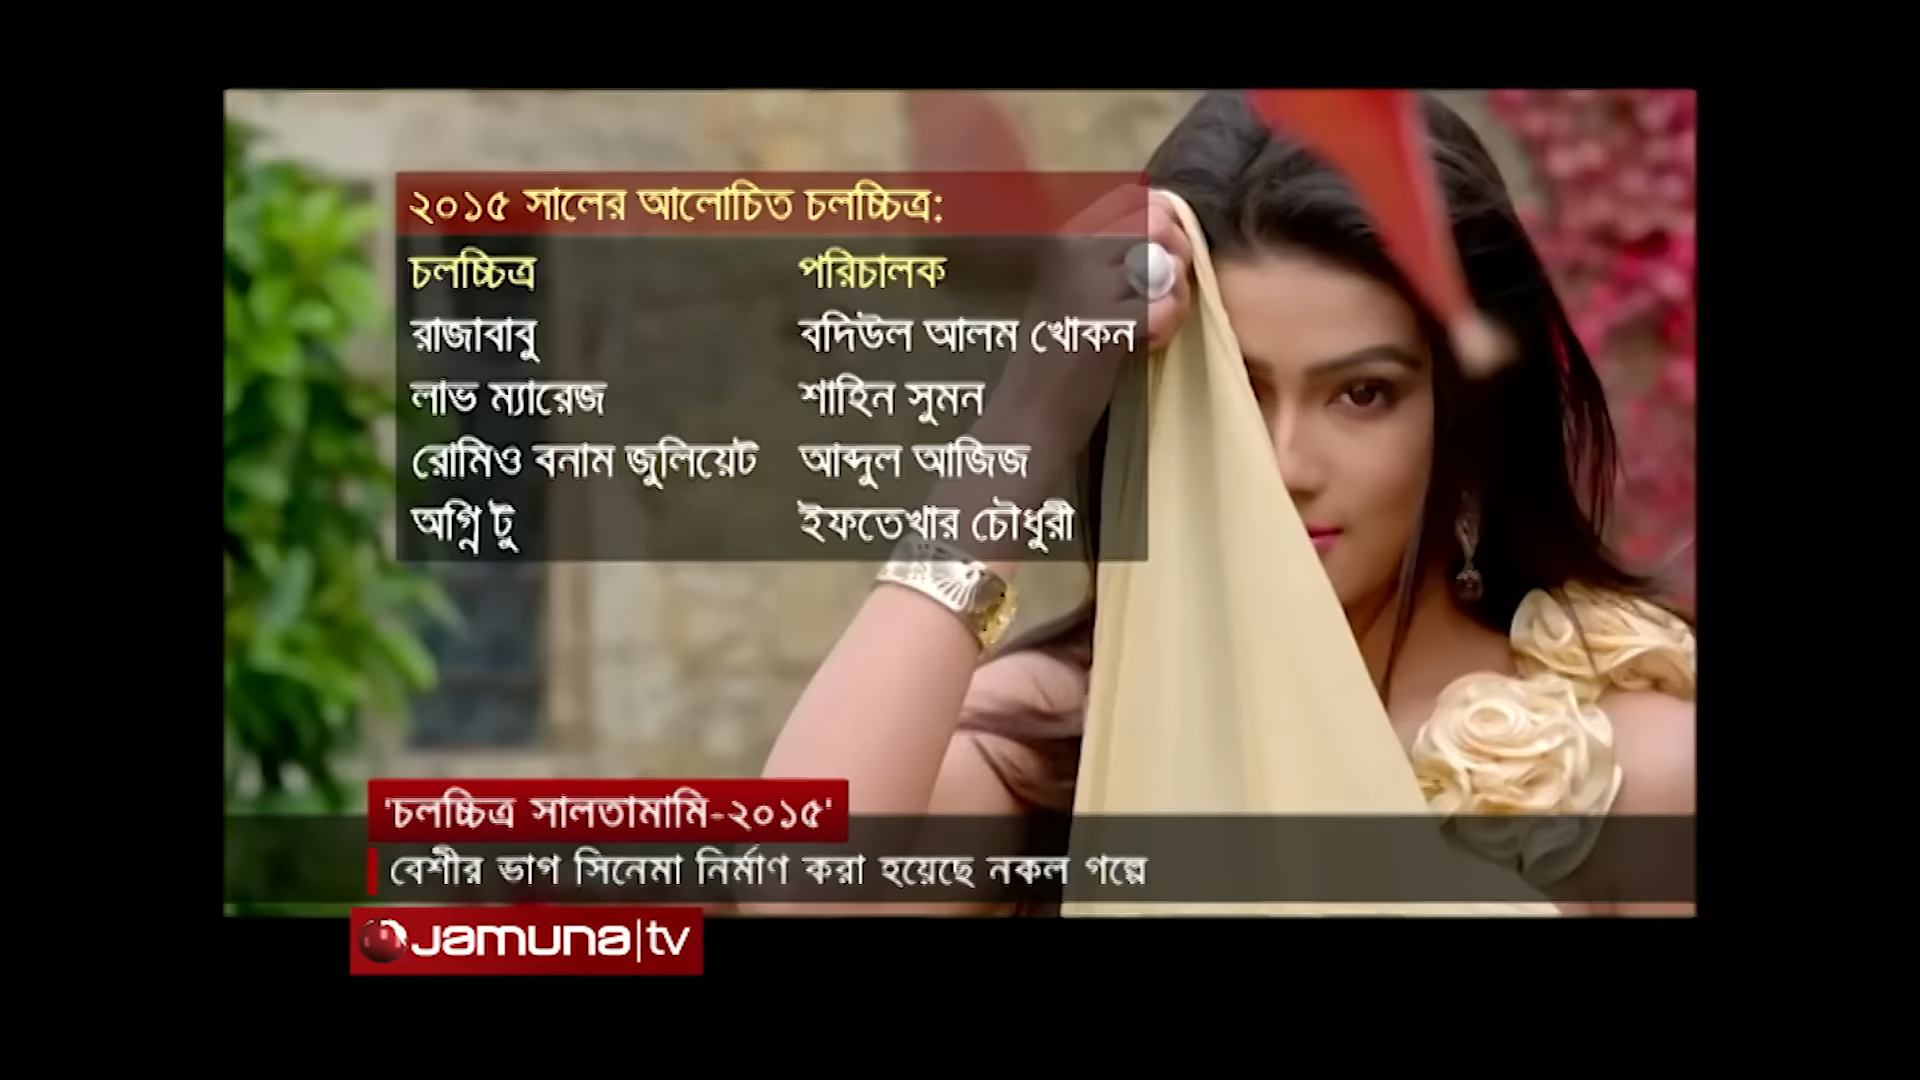 ২০১৫ সালের আলোচিত চলচ্চিত্র:
চলচ্চিত্র পরিচালক
রাজাবাবু বদিউল আলম খোকন
লাভ ম্যারেজ শাহিন সুমন
রোমিও বনাম জুলিয়েট আব্দুল আজিজ
অগ্নি টু ইফতেখার চৌধুরী
'চলচ্চিত্র সালতামামি-২০১৫'
বেশীর ভাগ সিনেমা নির্মাণ করা হয়েছে নকল গল্পে
Jamuna|tv